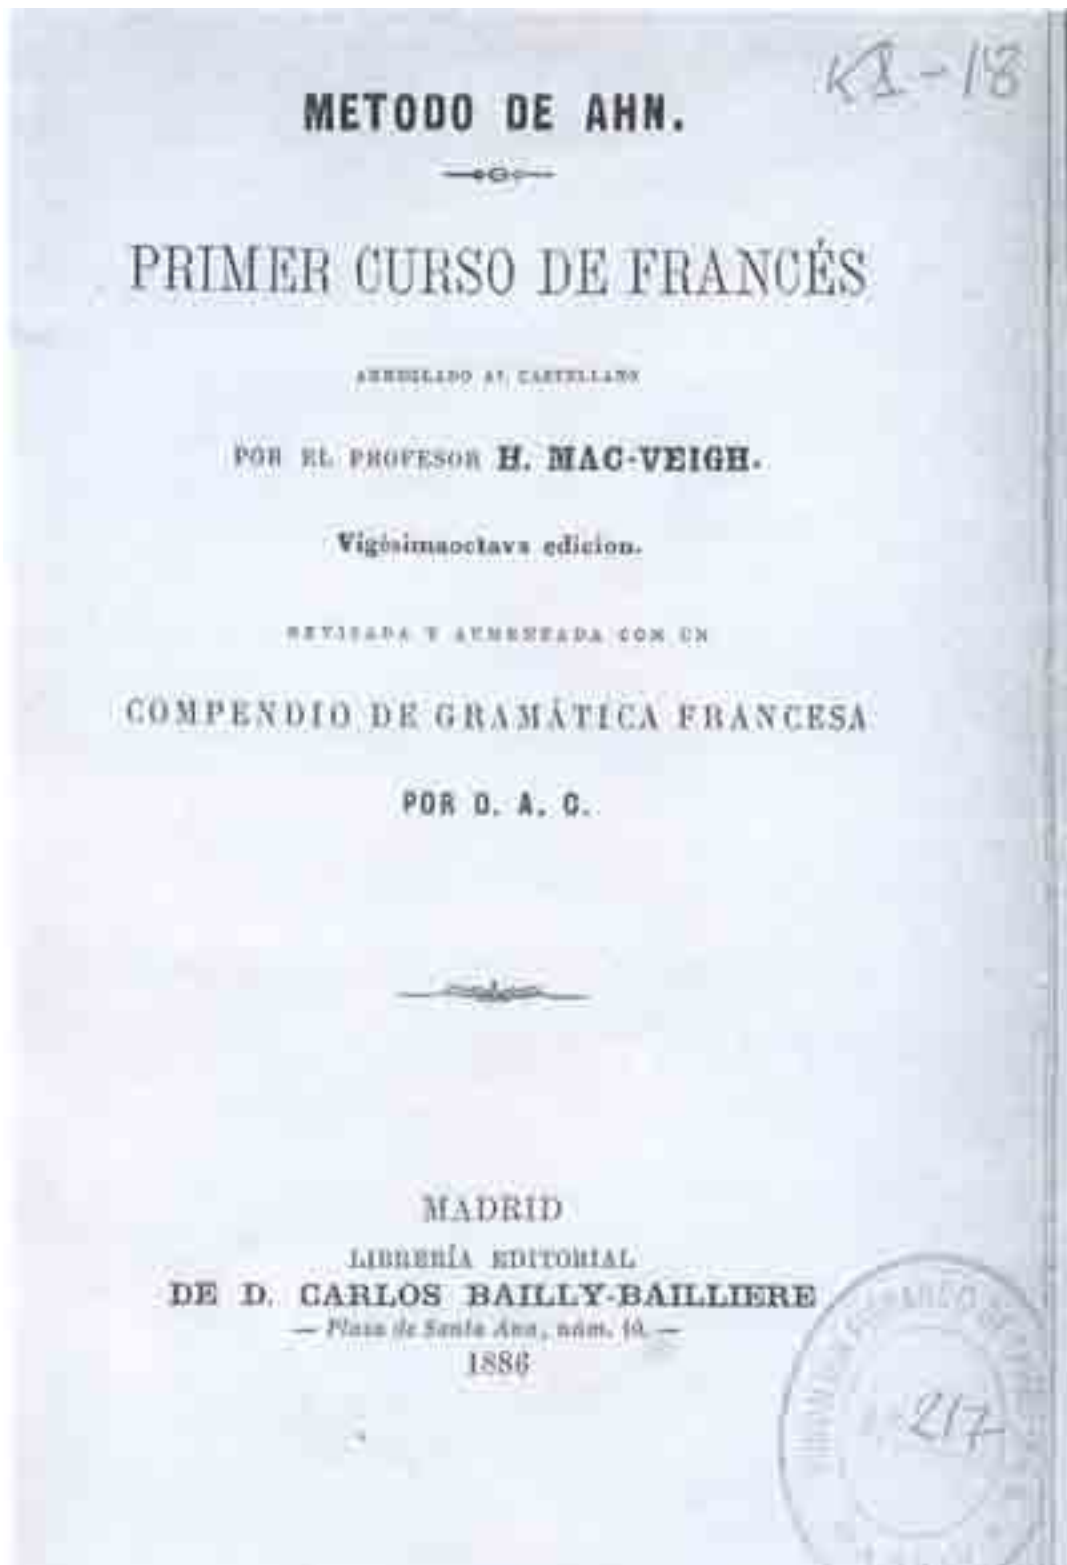 K1-18
METODO DE AHN.
PRIMER CURSO DE FRANCÉS
ARREGLADO AL CASTELLANO
POR EL PROFESOR H. MAC-VEIGH.
Vigésimaoctava edicion.
REVISADA Y AUMENTADA CON UN
COMPENDIO DE GRAMÁTICA FRANCESA
POR D. A. C.
MADRID
LIBRERÍA EDITORIAL
DE D. CARLOS BAILLY-BAILLIERE
— Plaza de Santa Ana, núm. 10. —
1886
217